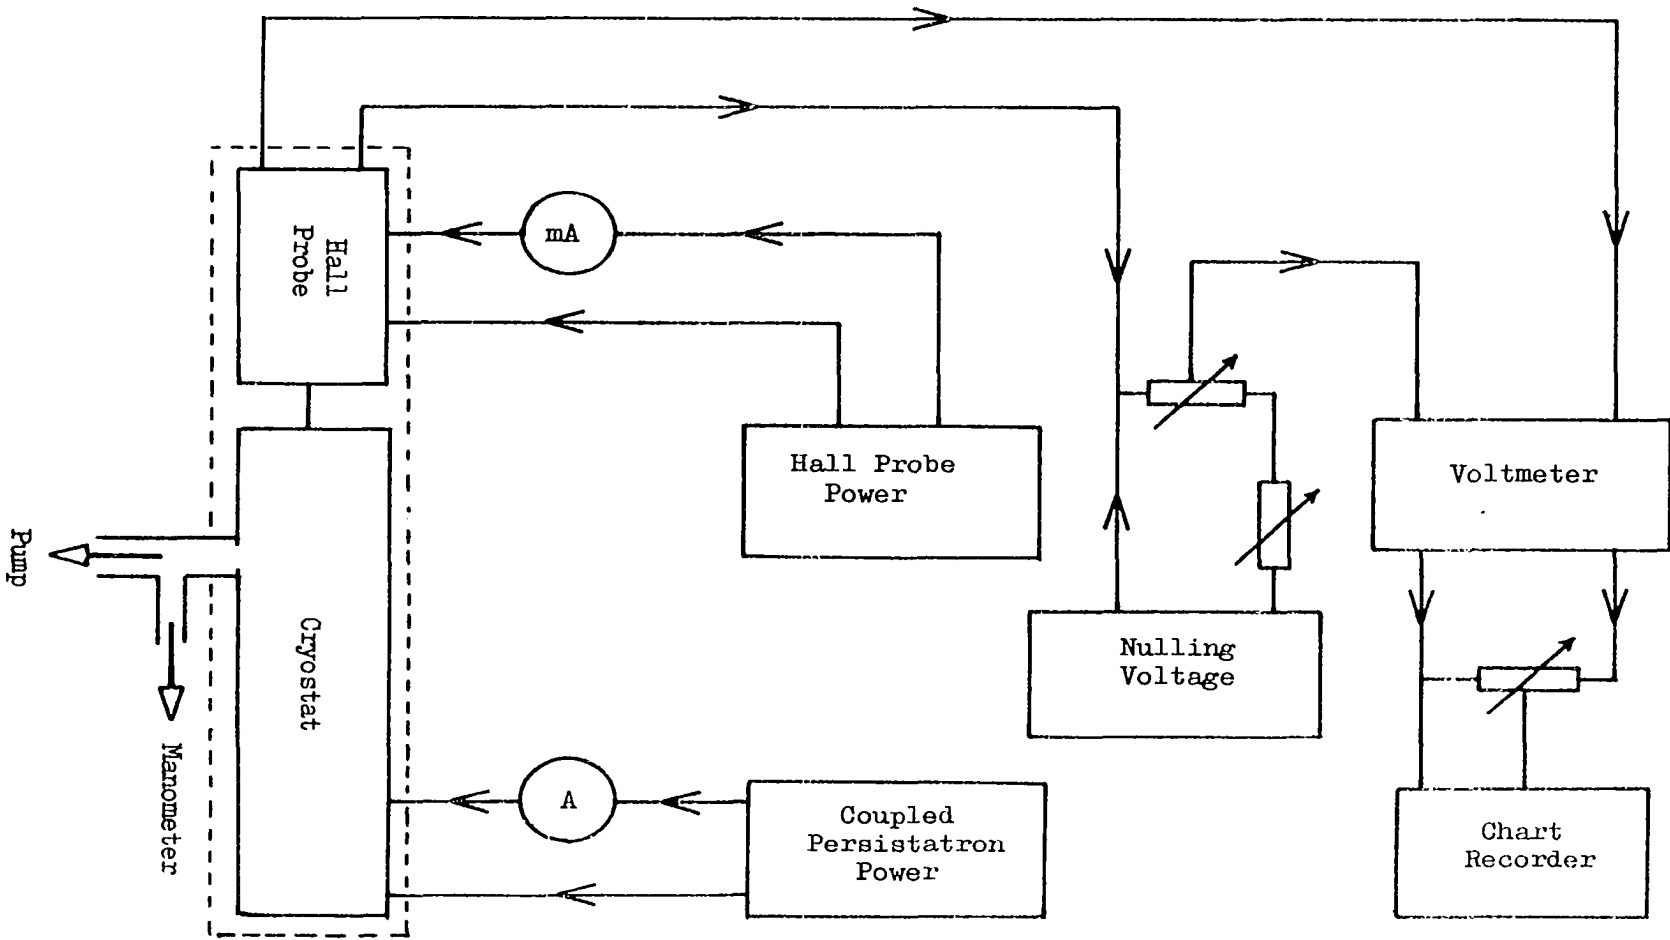 Hall
Probe
mA
Hall Probe
Power
Voltmeter
Pump
Cryostat
Nulling
Voltage
Manometer
A
Coupled
Persistatron
Power
Chart
Recorder